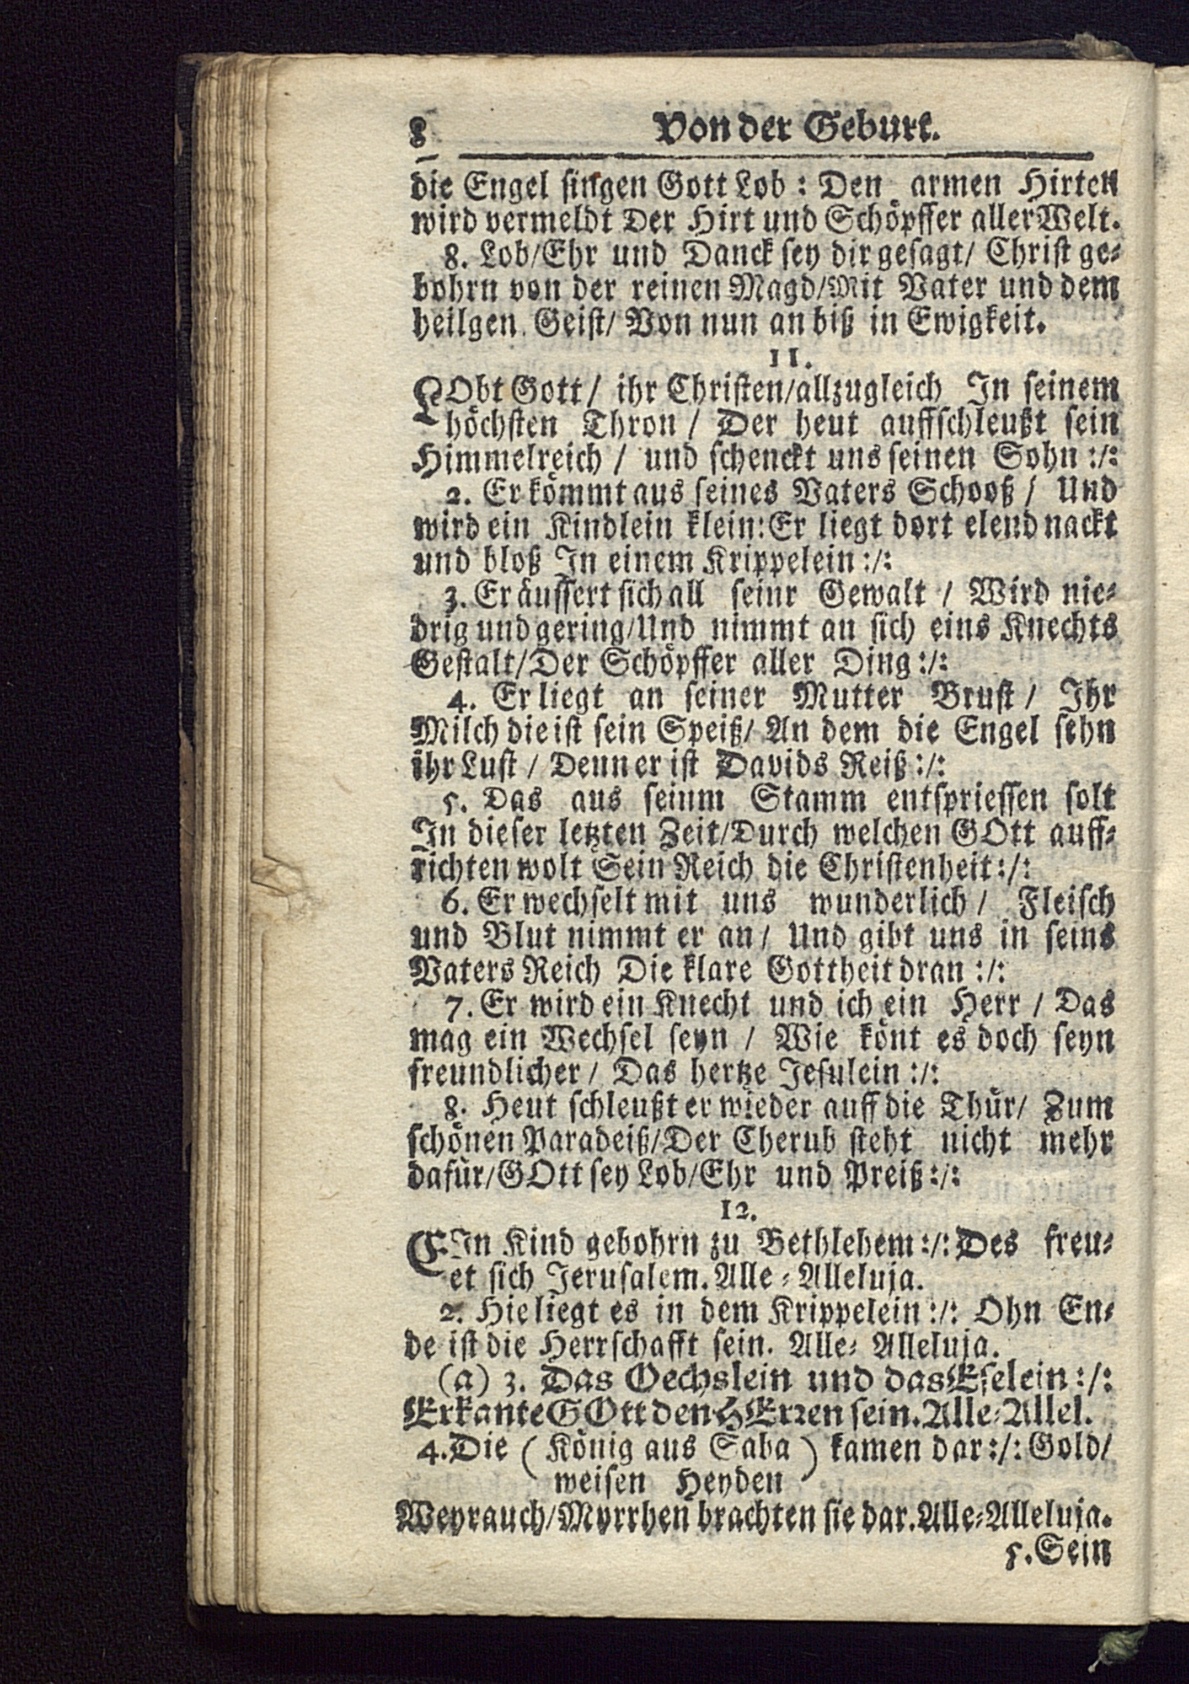 8 Von der Geburt.
die Engel singen Gott Lob : Den armen Hirten
wird vermeldt Der Hirt und Schöpffer aller Welt.
8. Lob/Ehr und Danck sey dir gesagt/ Christ ge-
bohrn von der reinen Magd/Mit Vater und dem
heilgen Geist/ Von nun an biß in Ewigkeit.
11.
LObt Gott/ ihr Christen/allzugleich In seinem
höchsten Thron / Der heut auffschleußt sein
Himmelreich / und schenckt uns seinen Sohn :/:
2. Er kömmt aus seines Vaters Schooß / Und
wird ein Kindlein klein:Er liegt dort elend nackt
und bloß In einem Krippelein :/:
3. Er äussert sich all seinr Gewalt / Wird nie-
drig und gering/Und nimmt an sich eins Knechts
Gestalt/Der Schöpffer aller Ding :/:
4. Er liegt an seiner Mutter Brust / Ihr
Milch die ist sein Speiß/ An dem die Engel sehn
ihr Lust / Denn er ist Davids Reiß :/:
5. Das aus seinm Stamm entspriessen solt
In dieser letzten Zeit/Durch welchen GOtt auff-
richten wolt Sein Reich die Christenheit :/:
6. Er wechselt mit uns wunderlich / Fleisch
und Blut nimmt er an / Und gibt uns in seins
Vaters Reich Die klare Gottheit dran :/:
7. Er wird ein Knecht und ich ein Herr / Das
mag ein Wechsel seyn / Wie könt es doch seyn
freundlicher / Das hertze Jesulein :/:
8. Heut schleußt er wieder auff die Thür/ Zum
schönen Paradeiß/Der Cherub steht nicht mehr
dafür/GOtt sey Lob/Ehr und Preiß :/:
12.
EIn Kind gebohrn zu Bethlehem :/: Des freu-
et sich Jerusalem. Alle - Alleluja.
2. Hie liegt es in dem Krippelein :/: Ohn En-
de ist die Herrschafft sein. Alle- Alleluja.
(a) 3. Das Oechslein und das Eselein :/:
Erkante GOtt den HErren sein. Alle-Allel.
4. Die ( König aus Saba ) kamen dar :/: Gold/
weisen Heyden
Weyrauch/Myrrhen brachten sie dar. Alle-Alleluja.
5. Sein